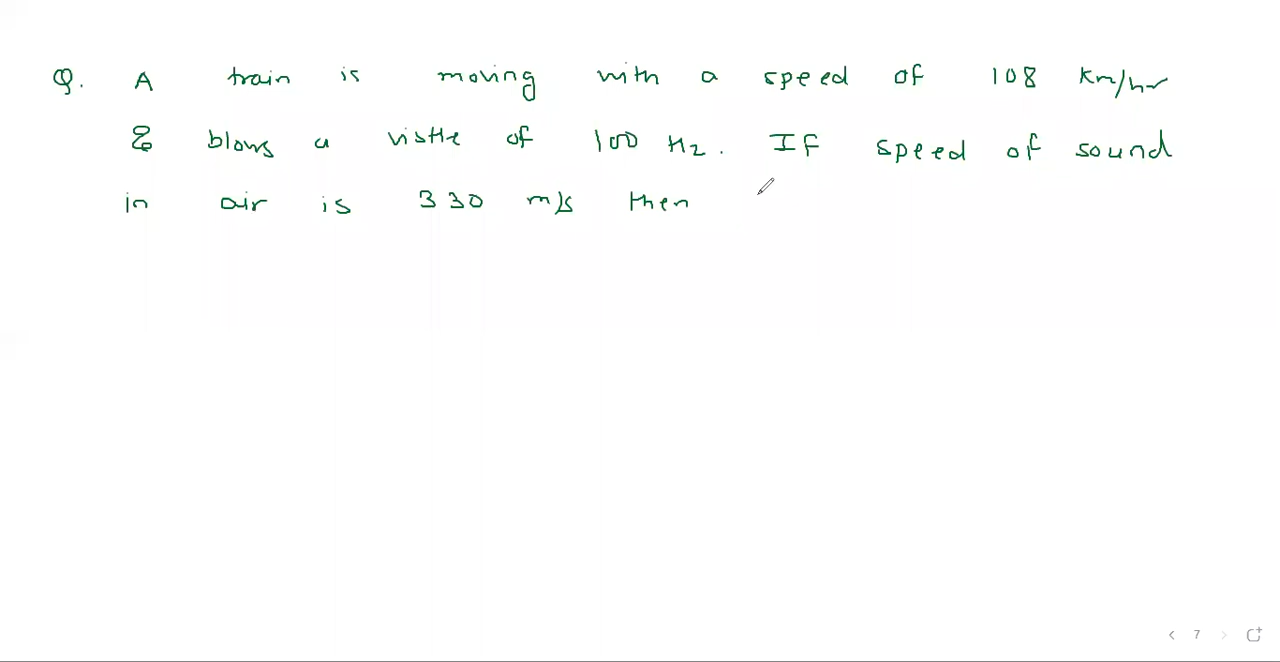 Q. A train is moving with a speed of 108 Km/hr
& blows a vistle of 100 Hz. If speed of sound
in air is 330 m/s then
7